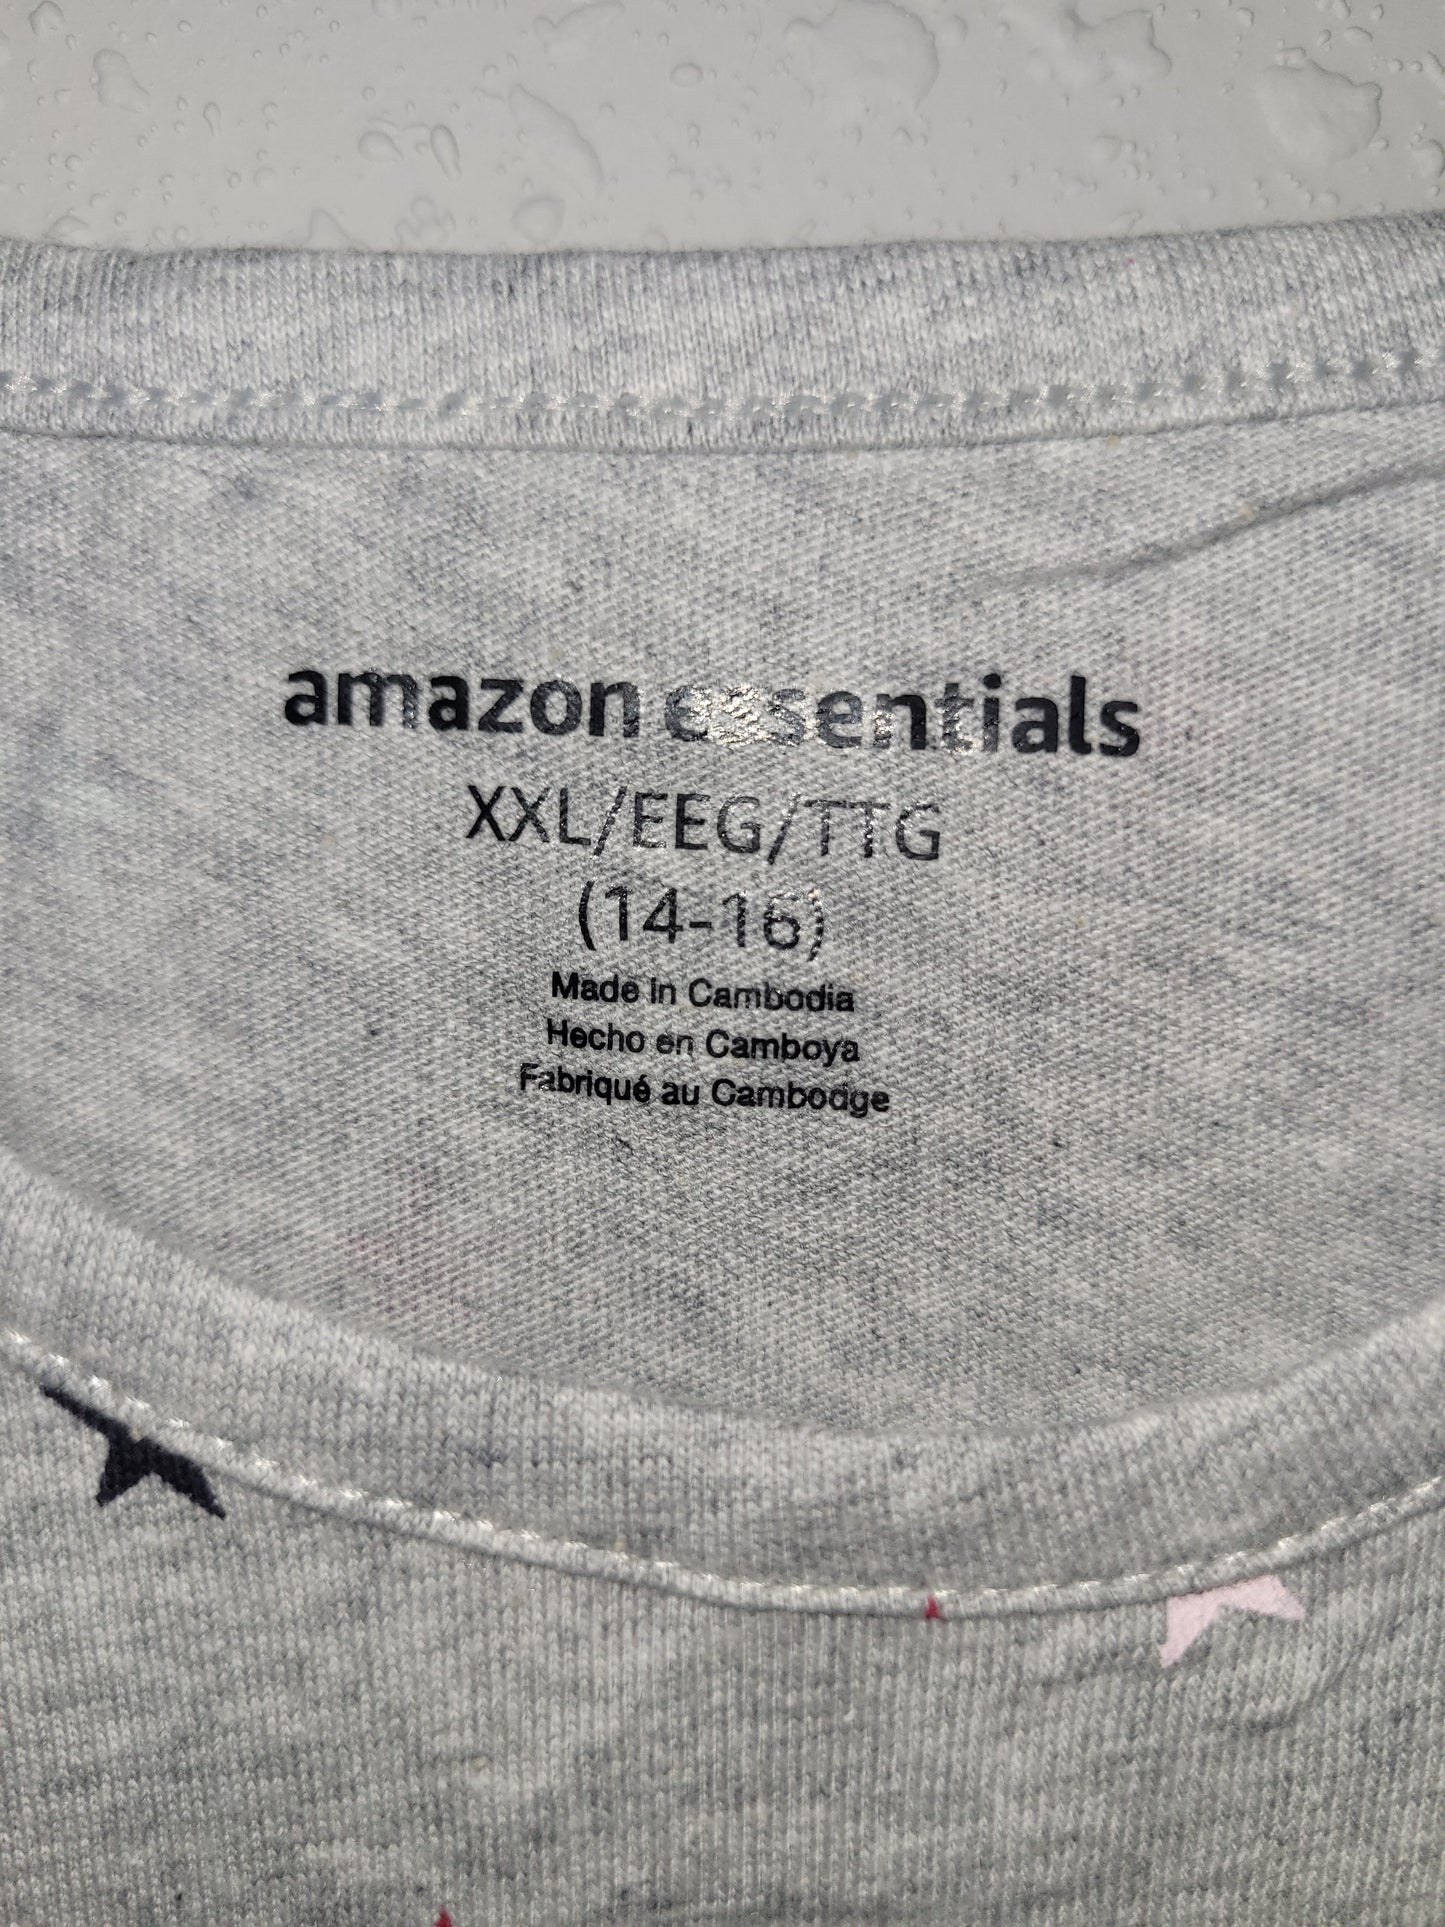 amazon essentials
XXL/EEG/TTG
(14-16)
Made in Cambodia
Hecho en Camboya
Fabriqué au Cambodge